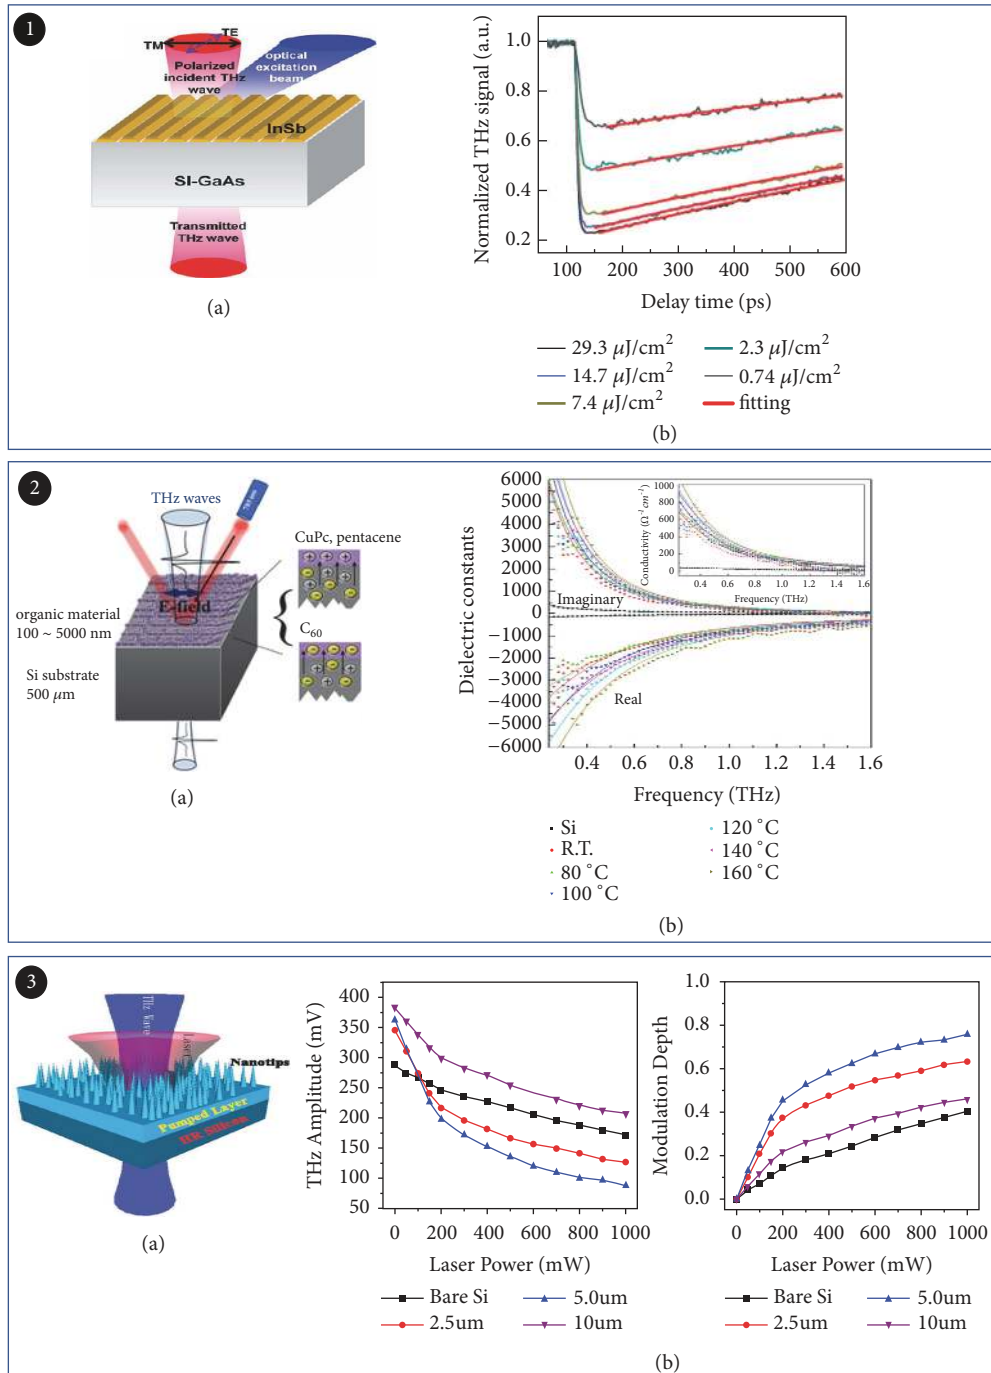 1
TE
TM
Polarized
incident THz
wave
optical
excitation
beam
InSb
SI-GaAs
Transmitted
THz wave
(a)
Normalized THz signal (a.u.)
1.0
0.8
0.6
0.4
0.2
100 200 300 400 500 600
Delay time (ps)
29.3 μJ/cm²
14.7 μJ/cm²
7.4 μJ/cm²
2.3 μJ/cm²
0.74 μJ/cm²
fitting
(b)
2
THz waves
E-field
organic material
100 ~ 5000 nm
Si substrate
500 μm
CuPc, pentacene
C₆₀
(a)
Dielectric constants
6000
5000
4000
3000
2000
1000
0
−1000
−2000
−3000
−4000
−5000
−6000
Imaginary
Real
Conductivity (Ω⁻¹cm⁻¹)
1000
800
600
400
200
0
0.4 0.6 0.8 1.0 1.2 1.4 1.6
Frequency (THz)
0.4 0.6 0.8 1.0 1.2 1.4 1.6
Frequency (THz)
Si
R.T.
80 °C
100 °C
120 °C
140 °C
160 °C
(b)
3
THz Wave
Laser
Nanotips
Pumped Layer
HR Silicon
(a)
THz Amplitude (mV)
400
350
300
250
200
150
100
50
0 200 400 600 800 1000
Laser Power (mW)
Bare Si
2.5um
5.0um
10um
Modulation Depth
1.0
0.8
0.6
0.4
0.2
0.0
0 200 400 600 800 1000
Laser Power (mW)
Bare Si
2.5um
5.0um
10um
(b)